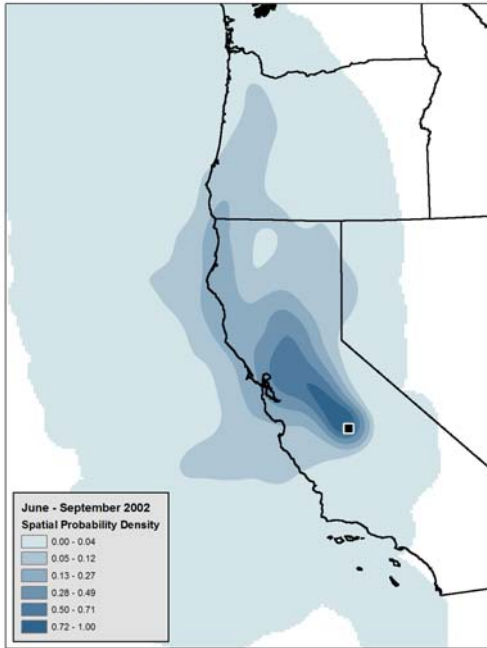 June - September 2002
Spatial Probability Density
0.00 - 0.04
0.05 - 0.12
0.13 - 0.27
0.28 - 0.49
0.50 - 0.71
0.72 - 1.00